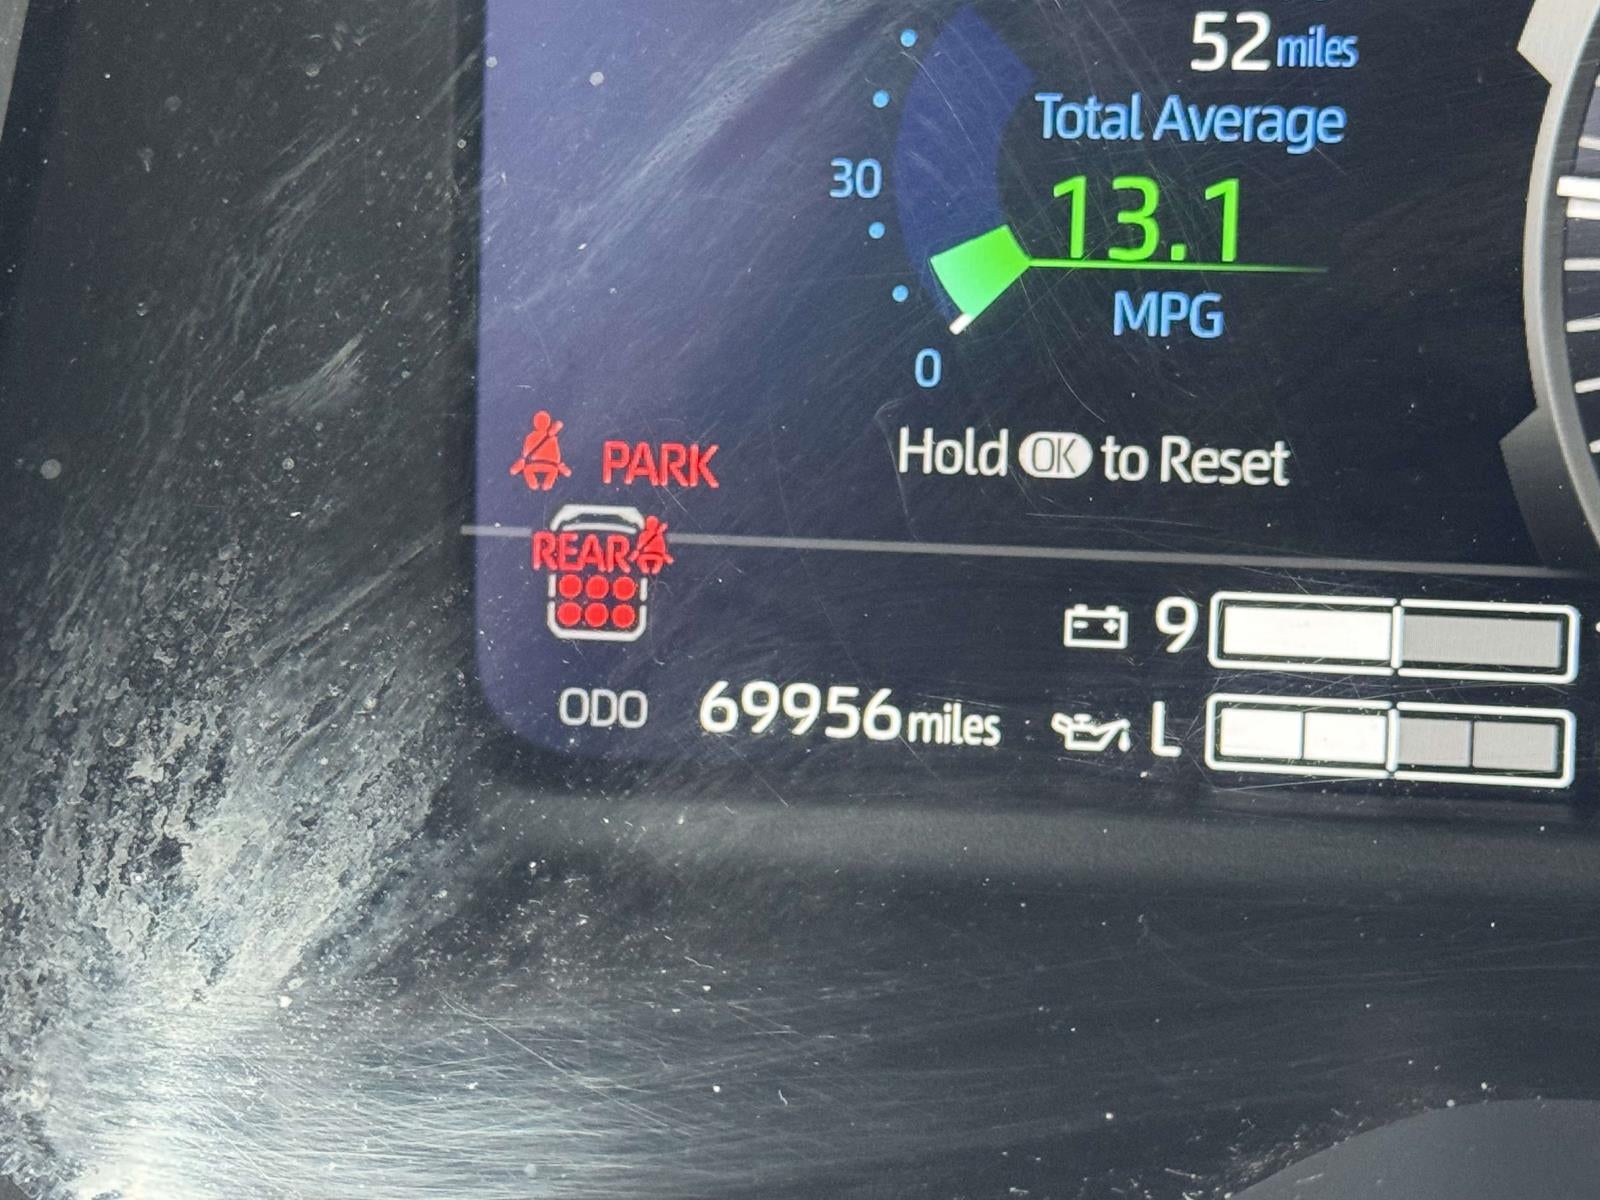 52 miles
Total Average
30
13.1
MPG
0
PARK
Hold OK to Reset
REAR
9
ODO 69956 miles L